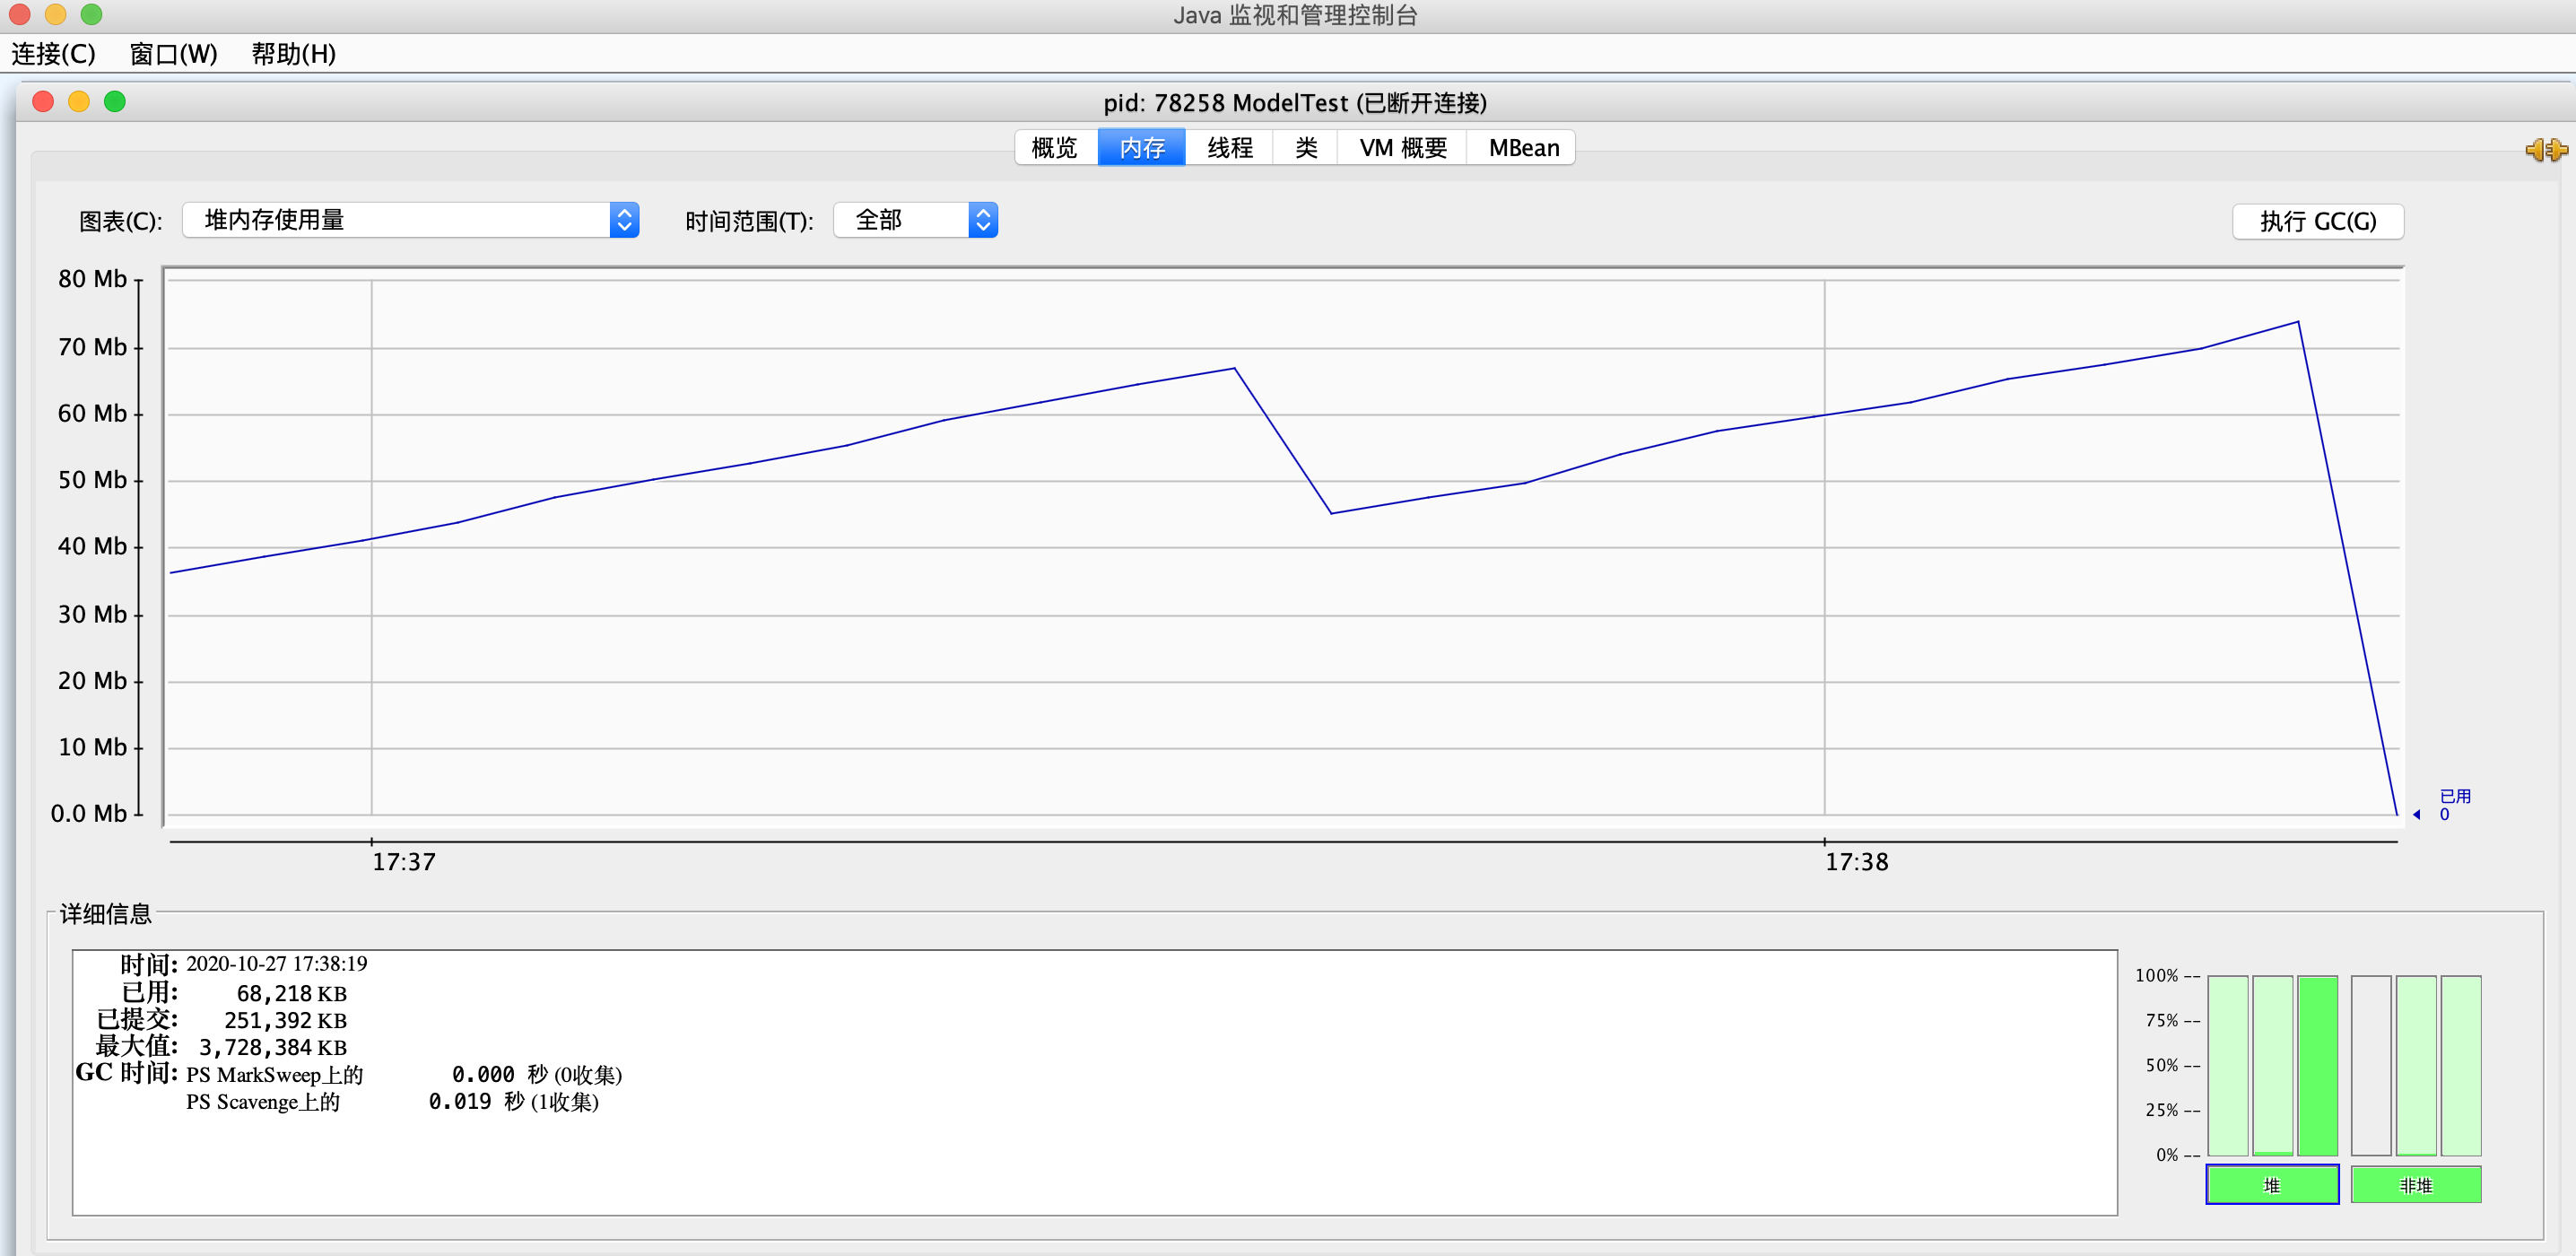 Java 监视和管理控制台
连接(C) 窗口(W) 帮助(H)
pid: 78258 ModelTest (已断开连接)
概览 内存 线程 类 VM 概要 MBean
图表(C): 堆内存使用量 时间范围(T): 全部 执行 GC(G)
80 Mb
70 Mb
60 Mb
50 Mb
40 Mb
30 Mb
20 Mb
10 Mb
0.0 Mb
已用
0
17:37 17:38
详细信息
时间: 2020-10-27 17:38:19
已用: 68,218 KB
已提交: 251,392 KB
最大值: 3,728,384 KB
GC 时间: PS MarkSweep上的 0.000 秒 (0收集)
PS Scavenge上的 0.019 秒 (1收集)
100% --
75% --
50% --
25% --
0% --
堆 非堆